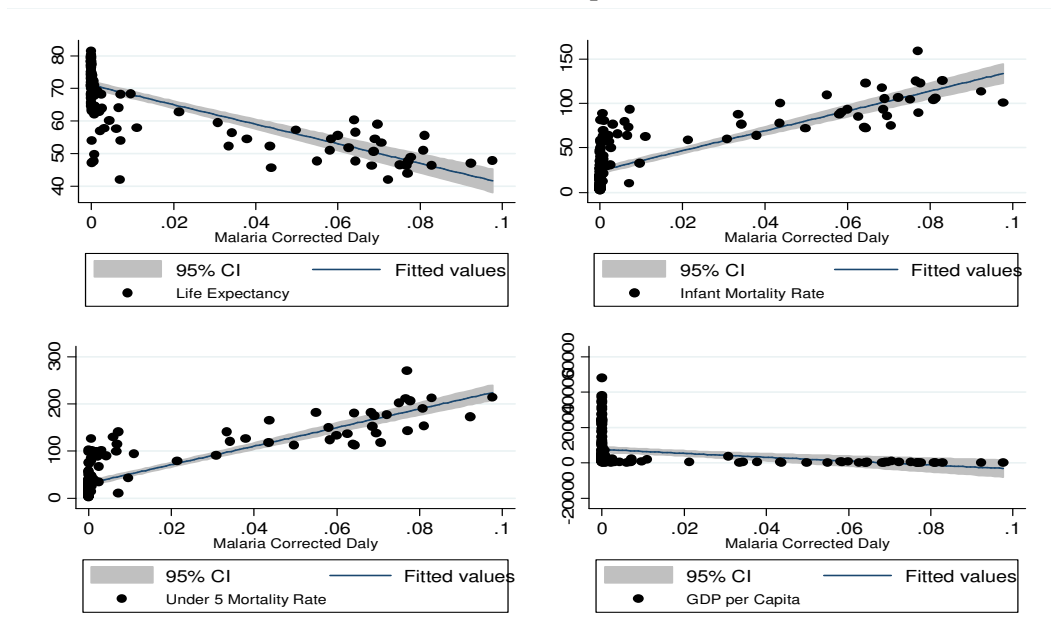 80
70
60
50
40
0 .02 .04 .06 .08 .1
Malaria Corrected Daly
95% CI Fitted values
Life Expectancy
150
100
50
0
0 .02 .04 .06 .08 .1
Malaria Corrected Daly
95% CI Fitted values
Infant Mortality Rate
300
200
100
0
0 .02 .04 .06 .08 .1
Malaria Corrected Daly
95% CI Fitted values
Under 5 Mortality Rate
60000
40000
20000
0
-20000
0 .02 .04 .06 .08 .1
Malaria Corrected Daly
95% CI Fitted values
GDP per Capita